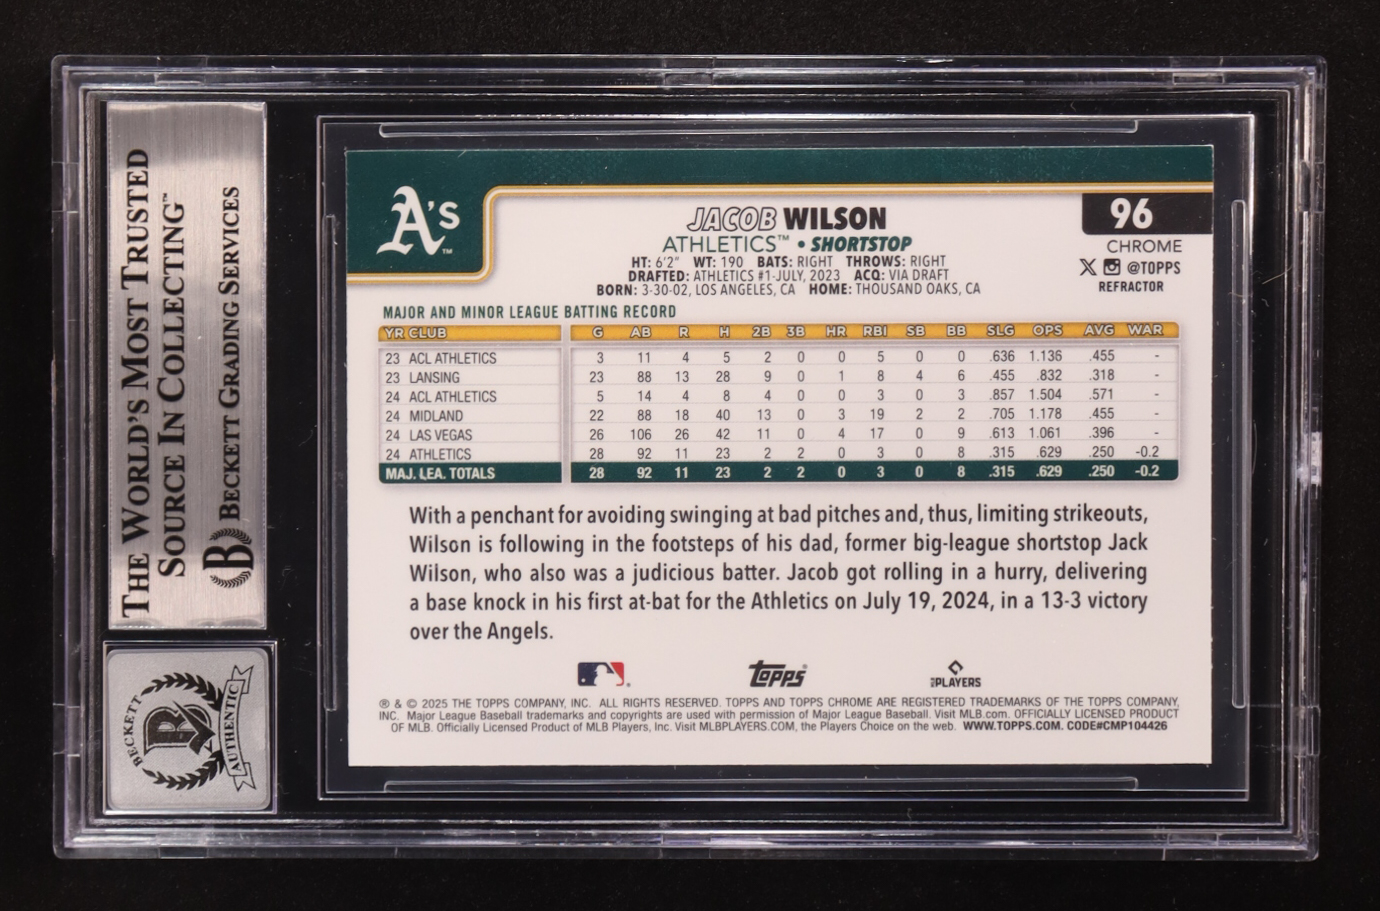 THE WORLD'S MOST TRUSTED
SOURCE IN COLLECTING™
B BECKETT GRADING SERVICES
BECKETT
B
AUTHENTIC
A's™
JACOB WILSON
ATHLETICS™ • SHORTSTOP
HT: 6'2" WT: 190 BATS: RIGHT THROWS: RIGHT
DRAFTED: ATHLETICS #1-JULY, 2023 ACQ: VIA DRAFT
BORN: 3-30-02, LOS ANGELES, CA HOME: THOUSAND OAKS, CA
96
CHROME
X @TOPPS
REFRACTOR
MAJOR AND MINOR LEAGUE BATTING RECORD
YR CLUB G AB R H 2B 3B HR RBI SB BB SLG OPS AVG WAR
23 ACL ATHLETICS 3 11 4 5 2 0 0 5 0 0 .636 1.136 .455 -
23 LANSING 23 88 13 28 9 0 1 8 4 6 .455 .832 .318 -
24 ACL ATHLETICS 5 14 4 8 4 0 0 3 0 3 .857 1.504 .571 -
24 MIDLAND 22 88 18 40 13 0 3 19 2 2 .705 1.178 .455 -
24 LAS VEGAS 26 106 26 42 11 0 4 17 0 9 .613 1.061 .396 -
24 ATHLETICS 28 92 11 23 2 2 0 3 0 8 .315 .629 .250 -0.2
MAJ. LEA. TOTALS 28 92 11 23 2 2 0 3 0 8 .315 .629 .250 -0.2
With a penchant for avoiding swinging at bad pitches and, thus, limiting strikeouts,
Wilson is following in the footsteps of his dad, former big-league shortstop Jack
Wilson, who also was a judicious batter. Jacob got rolling in a hurry, delivering
a base knock in his first at-bat for the Athletics on July 19, 2024, in a 13-3 victory
over the Angels.
TOPPS®
PLAYERS
® & © 2025 THE TOPPS COMPANY, INC. ALL RIGHTS RESERVED. TOPPS AND TOPPS CHROME ARE REGISTERED TRADEMARKS OF THE TOPPS COMPANY,
INC. Major League Baseball trademarks and copyrights are used with permission of Major League Baseball. Visit MLB.com. OFFICIALLY LICENSED PRODUCT
OF MLB. Officially Licensed Product of MLB Players, Inc. Visit MLBPLAYERS.COM, the Players Choice on the web. WWW.TOPPS.COM. CODE#CMP104426